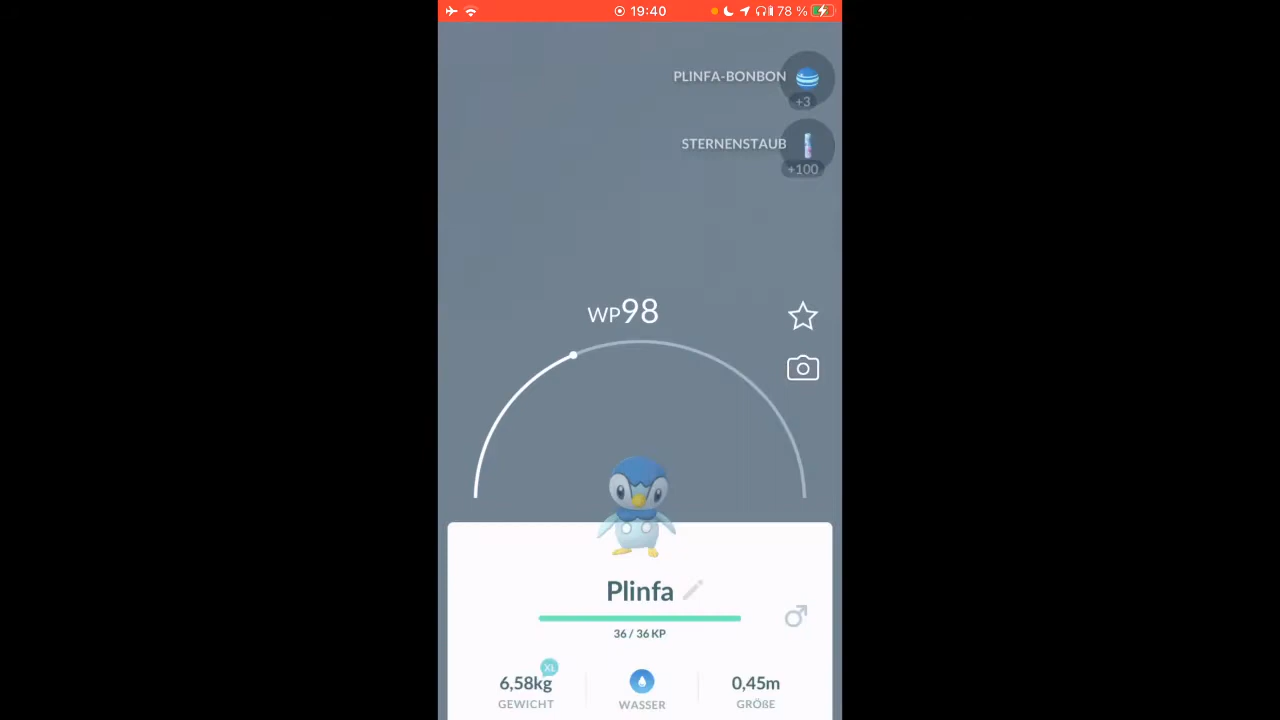 19:40
78 %
PLINFA-BONBON
+3
STERNENSTAUB
+100
WP98
Plinfa
36 / 36 KP
XL
6,58kg
GEWICHT
WASSER
0,45m
GRÖßE